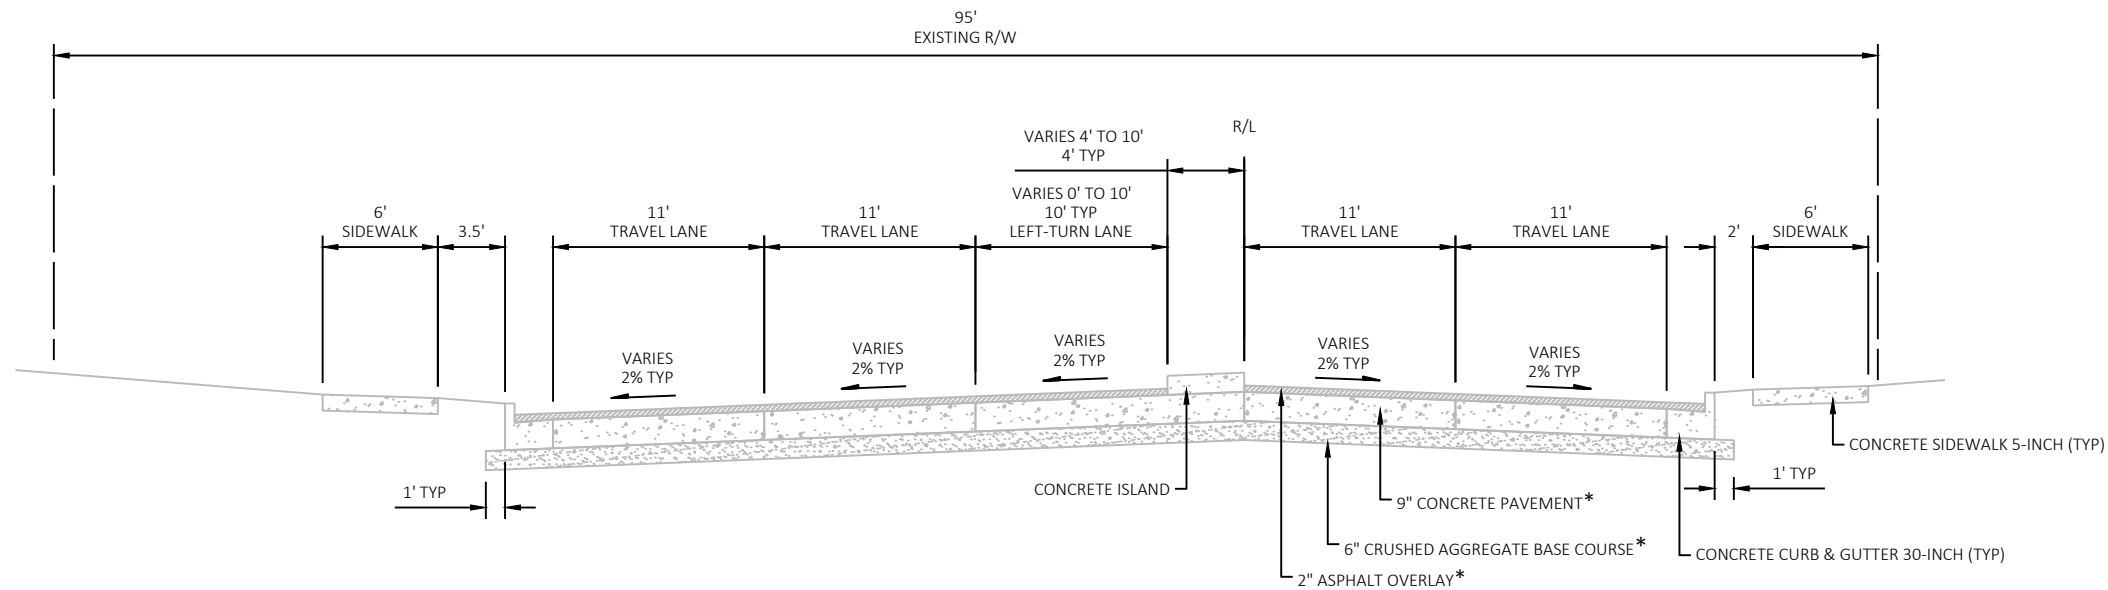 95'
EXISTING R/W
VARIES 4' TO 10'
4' TYP
R/L
6'
SIDEWALK
3.5'
11'
TRAVEL LANE
11'
TRAVEL LANE
VARIES 0' TO 10'
10' TYP
LEFT-TURN LANE
11'
TRAVEL LANE
11'
TRAVEL LANE
2'
6'
SIDEWALK
VARIES
2% TYP
VARIES
2% TYP
VARIES
2% TYP
VARIES
2% TYP
VARIES
2% TYP
1' TYP
CONCRETE ISLAND
9" CONCRETE PAVEMENT*
6" CRUSHED AGGREGATE BASE COURSE*
2" ASPHALT OVERLAY*
CONCRETE SIDEWALK 5-INCH (TYP)
1' TYP
CONCRETE CURB & GUTTER 30-INCH (TYP)